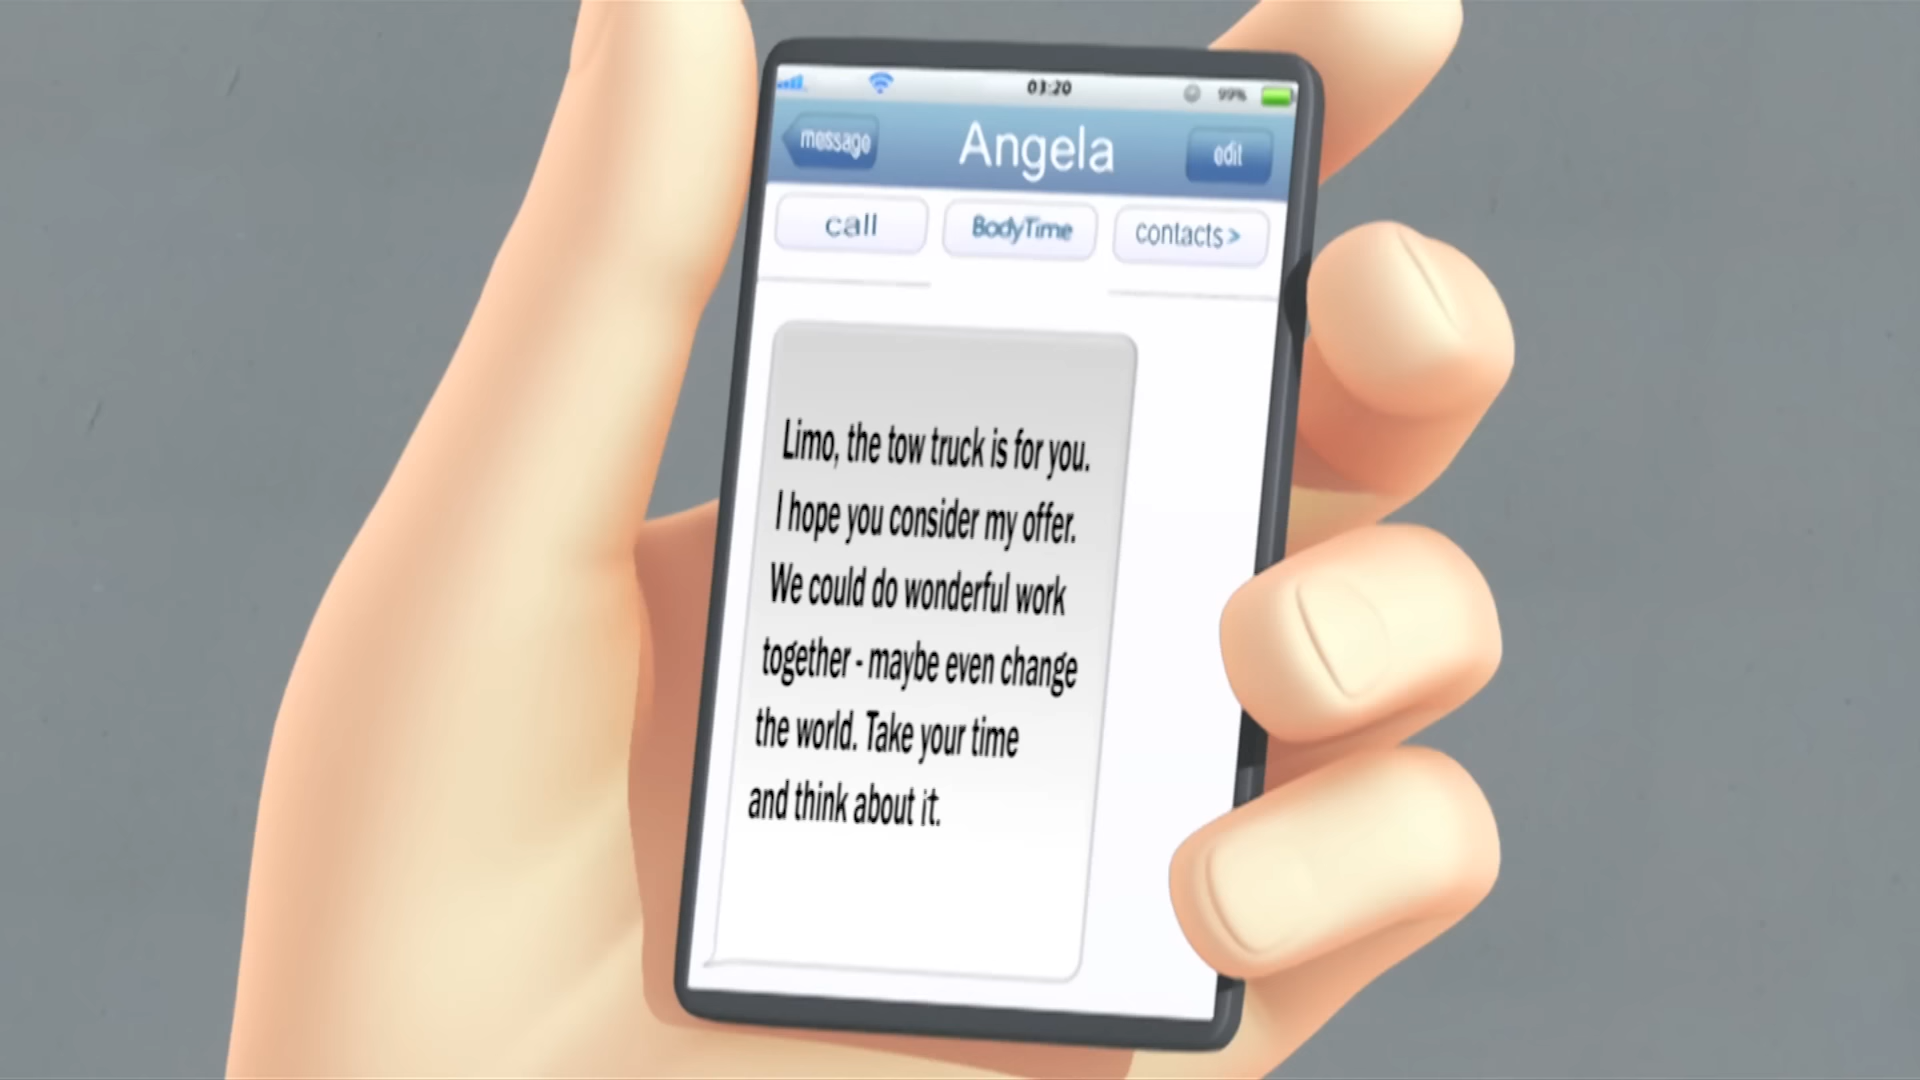 03:20 99%
message Angela edit
call BodyTime contacts >
Limo, the tow truck is for you.
I hope you consider my offer.
We could do wonderful work
together - maybe even change
the world. Take your time
and think about it.